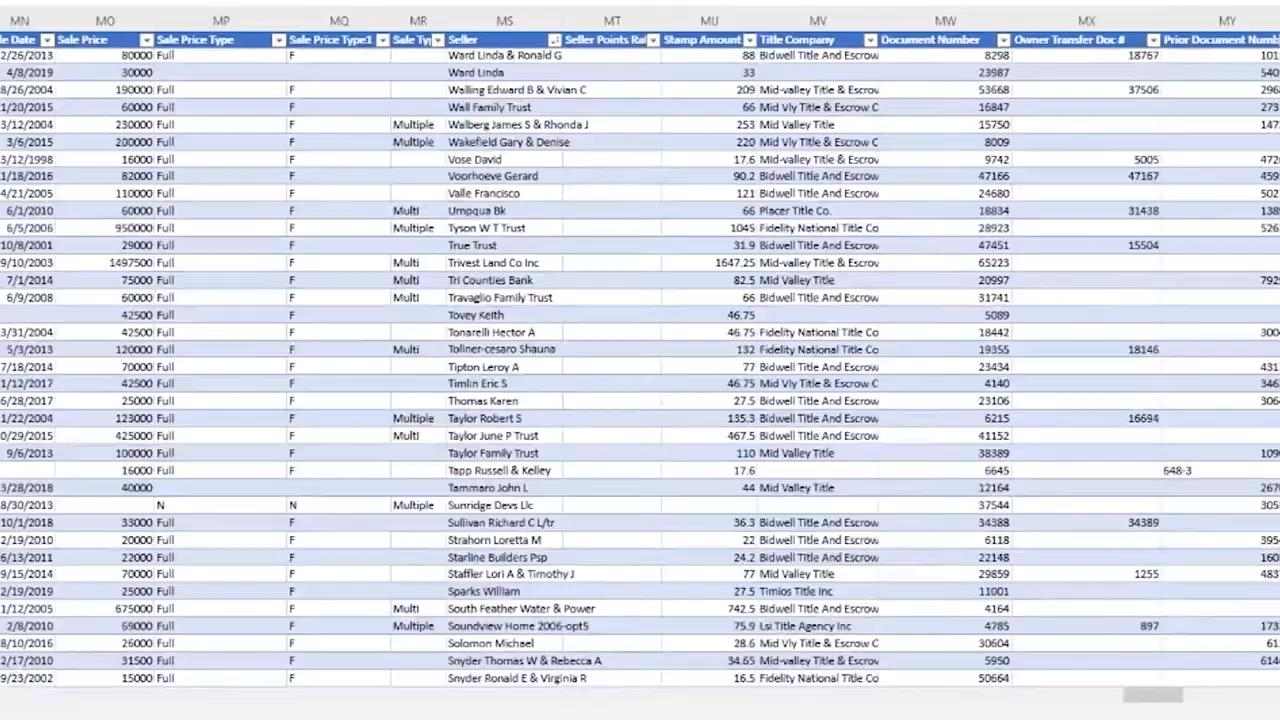 MN MO MP MQ MR MS MT MU MV MW MX MY
le Date Sale Price Sale Price Type Sale Price Type1 Sale Ty Seller Seller Points Rat Stamp Amount Title Company Document Number Owner Transfer Doc # Prior Document Numb
2/26/2013 80000 Full Ward Linda & Ronald G 88 Bidwell Title And Escrow 8298 18767 101
4/8/2019 30000 Ward Linda 33 23987 540
8/26/2004 190000 Full F Walling Edward B & Vivian C 209 Mid-valley Title & Escrow 53668 37506 296
1/20/2015 60000 Full F Wall Family Trust 66 Mid Vly Title & Escrow C 16847 273
3/12/2004 230000 Full F Multiple Walberg James S & Rhonda J 253 Mid Valley Title 15750 147
3/6/2015 200000 Full F Multiple Wakefield Gary & Denise 220 Mid Vly Title & Escrow C 8009
3/12/1998 16000 Full F Vose David 17.6 Mid-valley Title & Escrow 9742 5005 472
1/18/2016 82000 Full F Voorhoeve Gerard 90.2 Bidwell Title And Escrow 47166 47167 459
4/21/2005 110000 Full F Valle Francisco 121 Bidwell Title And Escrow 24680 502
6/1/2010 60000 Full F Multi Umpqua Bk 66 Placer Title Co. 18834 31438 138
6/5/2006 950000 Full F Multiple Tyson W T Trust 1045 Fidelity National Title Co 28923 526
10/8/2001 29000 Full F True Trust 31.9 Bidwell Title And Escrow 47451 15504
9/10/2003 1497500 Full F Multi Trivest Land Co Inc 1647.25 Mid-valley Title & Escrow 65223
7/1/2014 75000 Full F Multi Tri Counties Bank 82.5 Mid Valley Title 20997 792
6/9/2008 60000 Full F Multi Travaglio Family Trust 66 Bidwell Title And Escrow 31741
42500 Full F Tovey Keith 46.75 5089
3/31/2004 42500 Full F Tonarelli Hector A 46.75 Fidelity National Title Co 18442 300
5/3/2013 120000 Full F Multi Tollner-cesaro Shauna 132 Fidelity National Title Co 19355 18146
7/18/2014 70000 Full F Tipton Leroy A 77 Bidwell Title And Escrow 23434 431
1/12/2017 42500 Full F Timlin Eric S 46.75 Mid Vly Title & Escrow C 4140 346
6/28/2017 25000 Full F Thomas Karen 27.5 Bidwell Title And Escrow 23106 306
1/22/2004 123000 Full F Multiple Taylor Robert S 135.3 Bidwell Title And Escrow 6215 16694
0/29/2015 425000 Full F Multi Taylor June P Trust 467.5 Bidwell Title And Escrow 41152
9/6/2013 100000 Full F Taylor Family Trust 110 Mid Valley Title 38389 109
16000 Full F Tapp Russell & Kelley 17.6 6645 648-3
3/28/2018 40000 Tammaro John L 44 Mid Valley Title 12164 267
8/30/2013 N N Multiple Sunridge Devs Llc 37544 305
10/1/2018 33000 Full F Sullivan Richard C L/tr 36.3 Bidwell Title And Escrow 34388 34389
2/19/2010 20000 Full F Strahorn Loretta M 22 Bidwell Title And Escrow 6118 395
6/13/2011 22000 Full F Starline Builders Psp 24.2 Bidwell Title And Escrow 22148 160
9/15/2014 70000 Full F Staffler Lori A & Timothy J 77 Mid Valley Title 29859 1255 483
2/19/2019 25000 Full F Sparks William 27.5 Timios Title Inc 11001
1/12/2005 675000 Full F Multi South Feather Water & Power 742.5 Bidwell Title And Escrow 4164
2/8/2010 69000 Full F Multiple Soundview Home 2006-opt5 75.9 Lsi Title Agency Inc 4785 897 173
8/10/2016 26000 Full F Solomon Michael 28.6 Mid Vly Title & Escrow C 30604 61
2/17/2010 31500 Full F Snyder Thomas W & Rebecca A 34.65 Mid-valley Title & Escrow 5950 614
9/23/2002 15000 Full F Snyder Ronald E & Virginia R 16.5 Fidelity National Title Co 50664